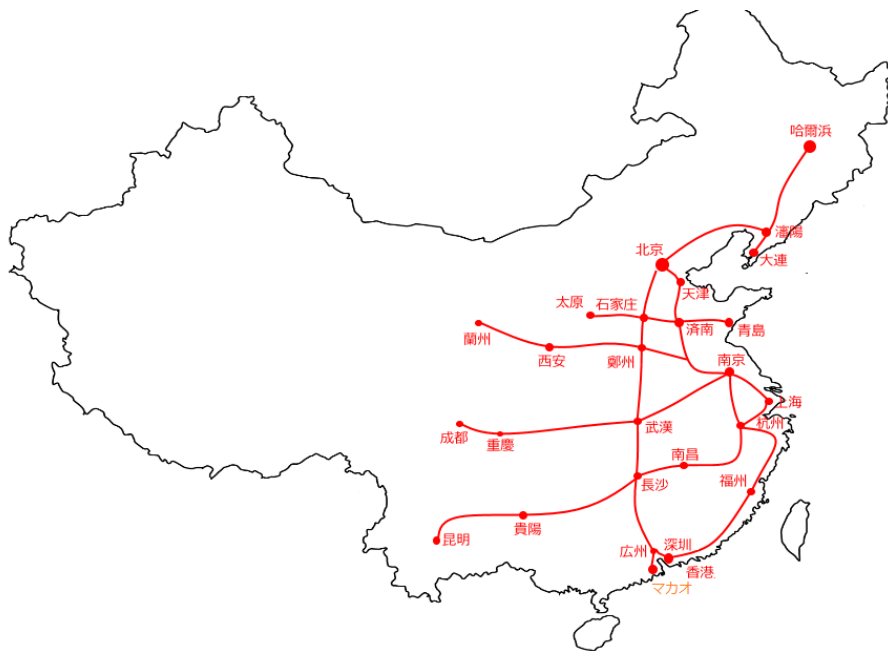 哈爾浜
瀋陽
北京
大連
天津
太原
石家庄
済南
青島
蘭州
西安
鄭州
南京
上海
成都
重慶
武漢
杭州
南昌
長沙
福州
貴陽
昆明
広州
深圳
香港
マカオ